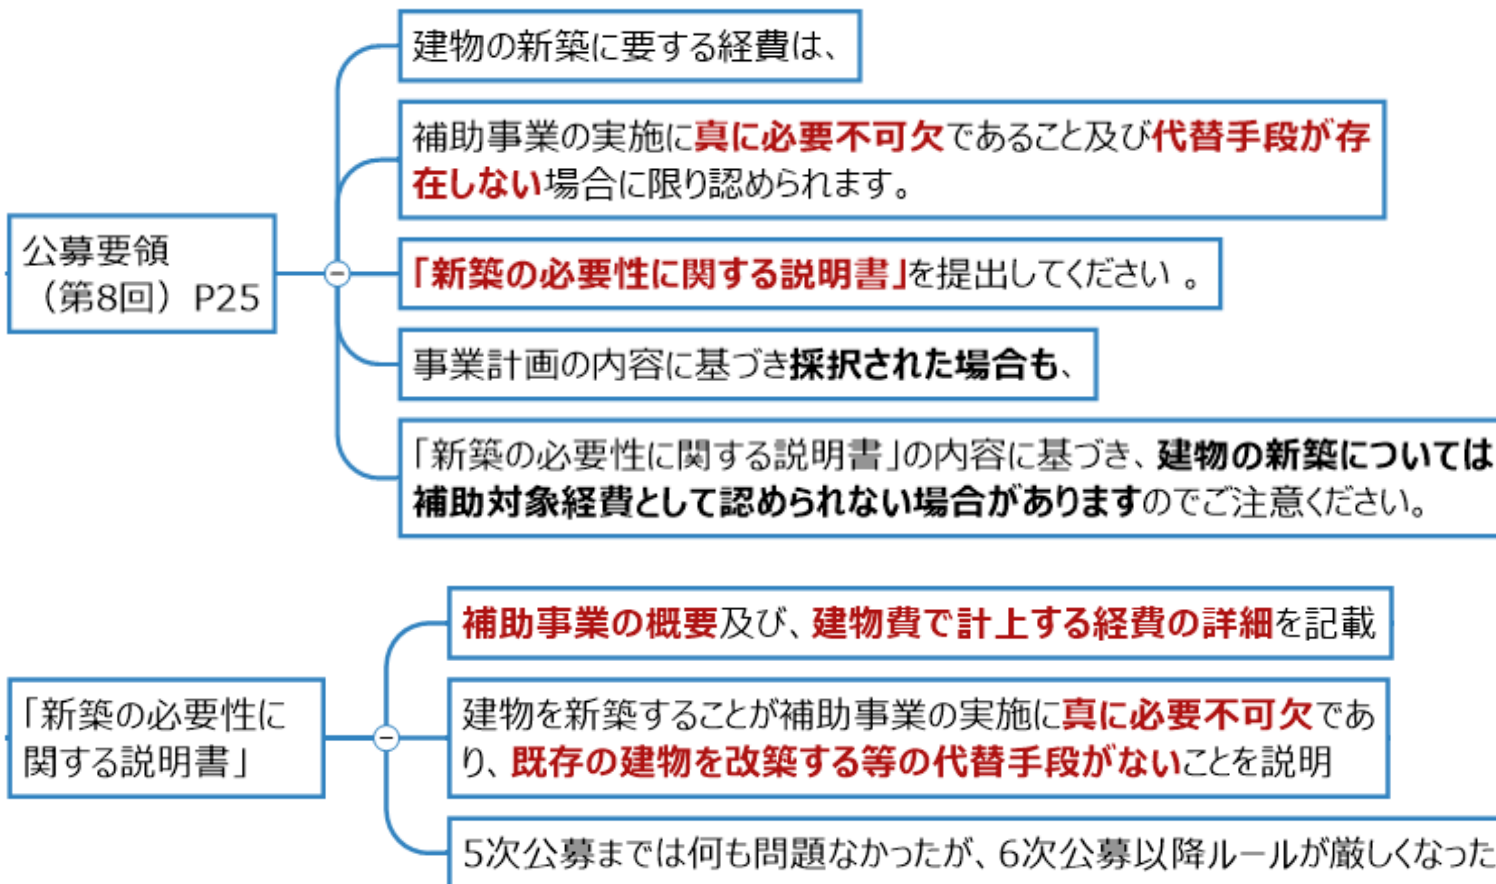 建物の新築に要する経費は、
補助事業の実施に真に必要不可欠であること及び代替手段が存
在しない場合に限り認められます。
公募要領
（第8回）P25
「新築の必要性に関する説明書」を提出してください 。
事業計画の内容に基づき採択された場合も、
「新築の必要性に関する説明書」の内容に基づき、建物の新築については
補助対象経費として認められない場合がありますのでご注意ください。
補助事業の概要及び、建物費で計上する経費の詳細を記載
「新築の必要性に
関する説明書」
建物を新築することが補助事業の実施に真に必要不可欠であ
り、既存の建物を改築する等の代替手段がないことを説明
5次公募までは何も問題なかったが、6次公募以降ルールが厳しくなった